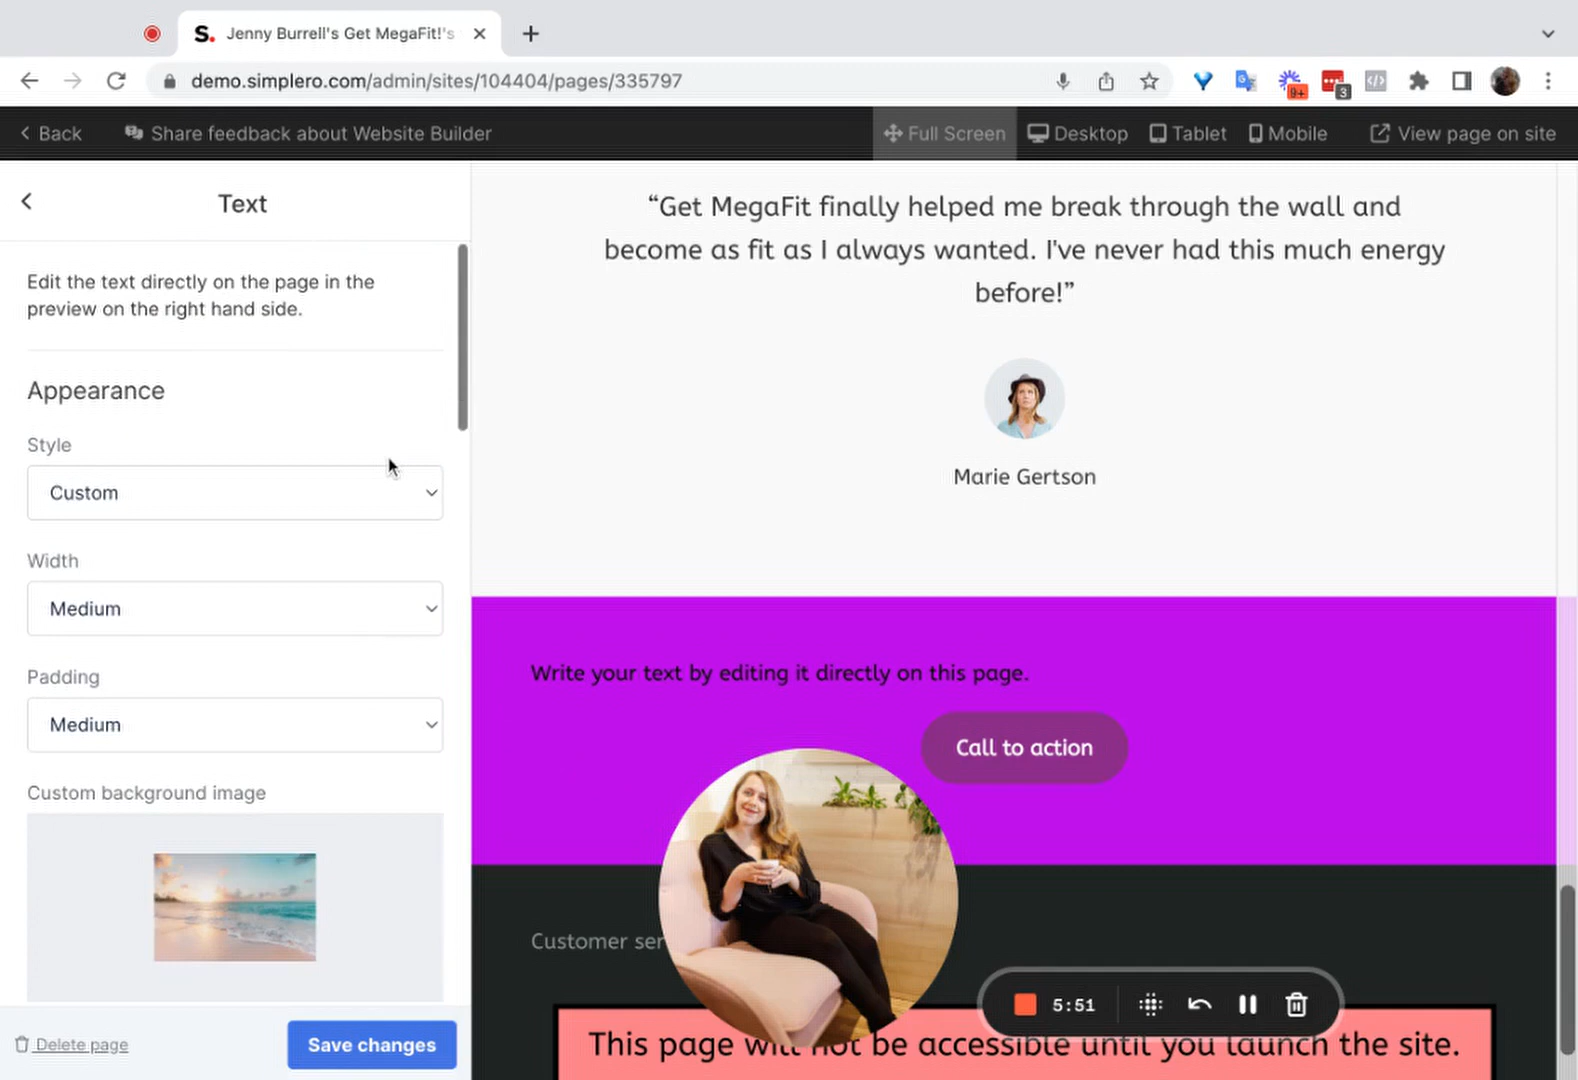 S. Jenny Burrell's Get MegaFit!'s
demo.simplero.com/admin/sites/104404/pages/335797
9+
3
Back
Share feedback about Website Builder
Full Screen
Desktop
Tablet
Mobile
View page on site
Text
Edit the text directly on the page in the
preview on the right hand side.
Appearance
Style
Custom
Width
Medium
Padding
Medium
Custom background image
Delete page
Save changes
“Get MegaFit finally helped me break through the wall and
become as fit as I always wanted. I've never had this much energy
before!”
Marie Gertson
Write your text by editing it directly on this page.
Call to action
Customer ser
5:51
This page will not be accessible until you launch the site.